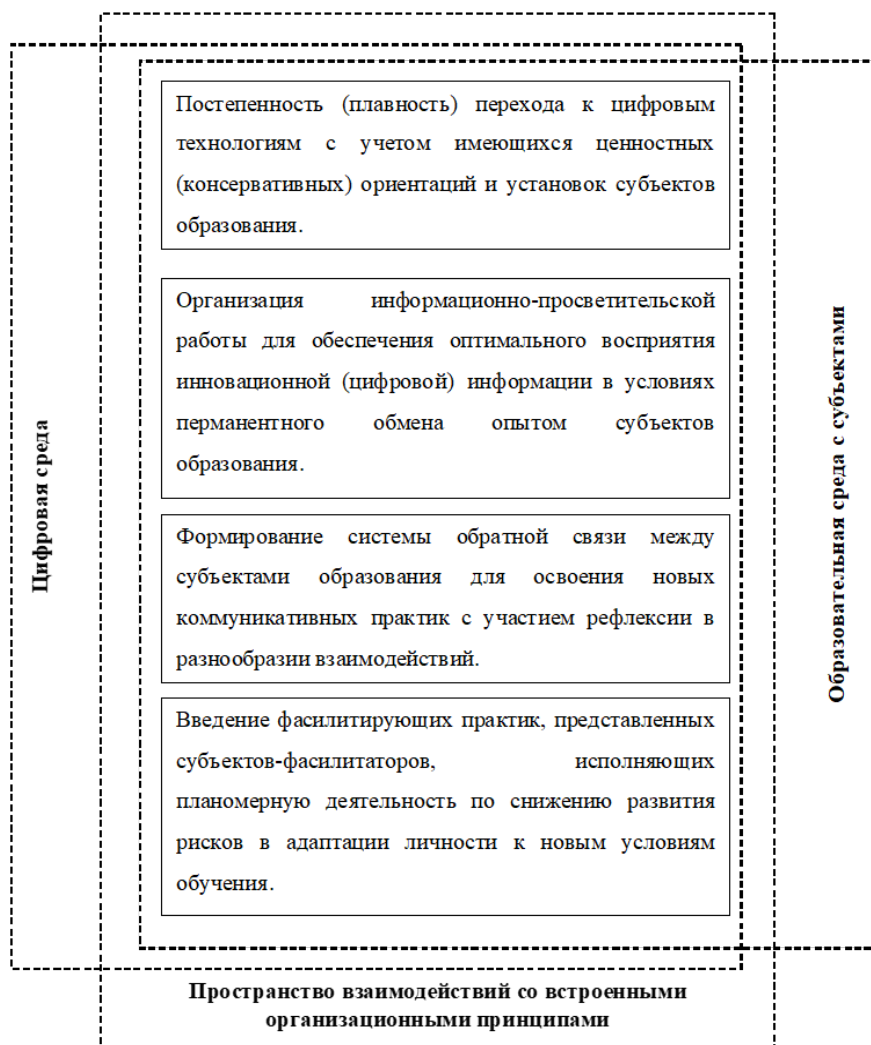 Постепенность (плавность) перехода к цифровым
технологиям с учетом имеющихся ценностных
(консервативных) ориентаций и установок субъектов
образования.
Организация информационно-просветительской
работы для обеспечения оптимального восприятия
инновационной (цифровой) информации в условиях
перманентного обмена опытом субъектов
образования.
Формирование системы обратной связи между
субъектами образования для освоения новых
коммуникативных практик с участием рефлексии в
разнообразии взаимодействий.
Введение фасилитирующих практик, представленных
субъектов-фасилитаторов, исполняющих
планомерную деятельность по снижению развития
рисков в адаптации личности к новым условиям
обучения.
Цифровая среда
Образовательная среда с субъектами
Пространство взаимодействий со встроенными
организационными принципами